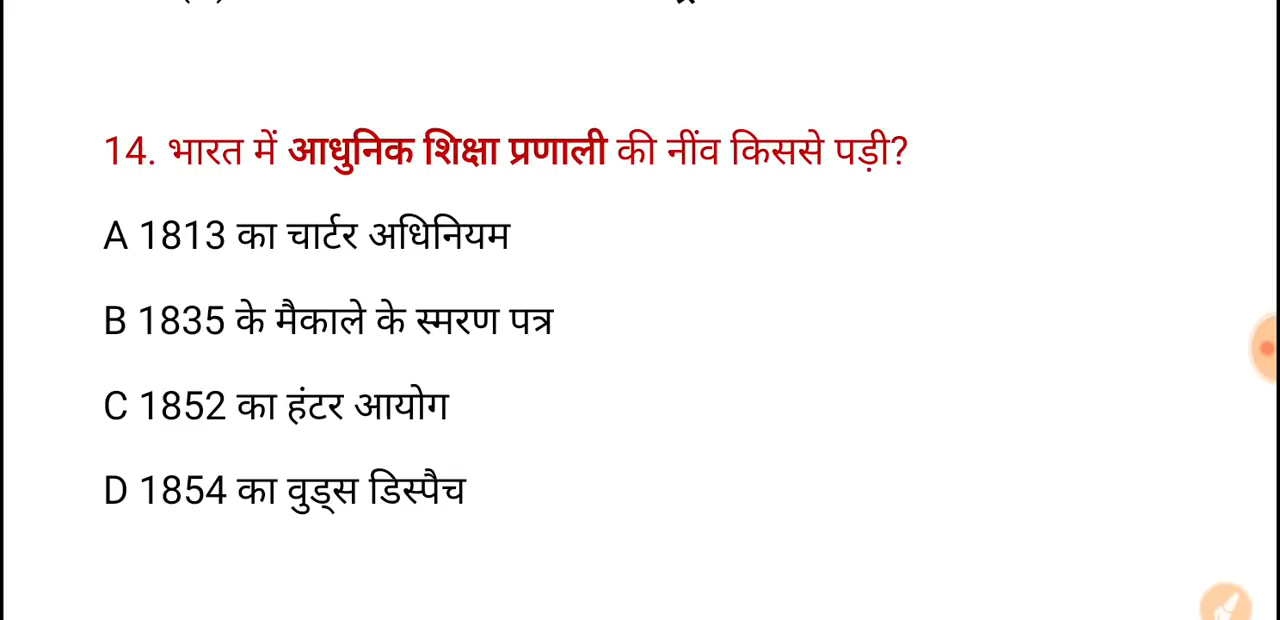 14. भारत में आधुनिक शिक्षा प्रणाली की नींव किससे पड़ी?
A 1813 का चार्टर अधिनियम
B 1835 के मैकाले के स्मरण पत्र
C 1852 का हंटर आयोग
D 1854 का वुड्स डिस्पैच